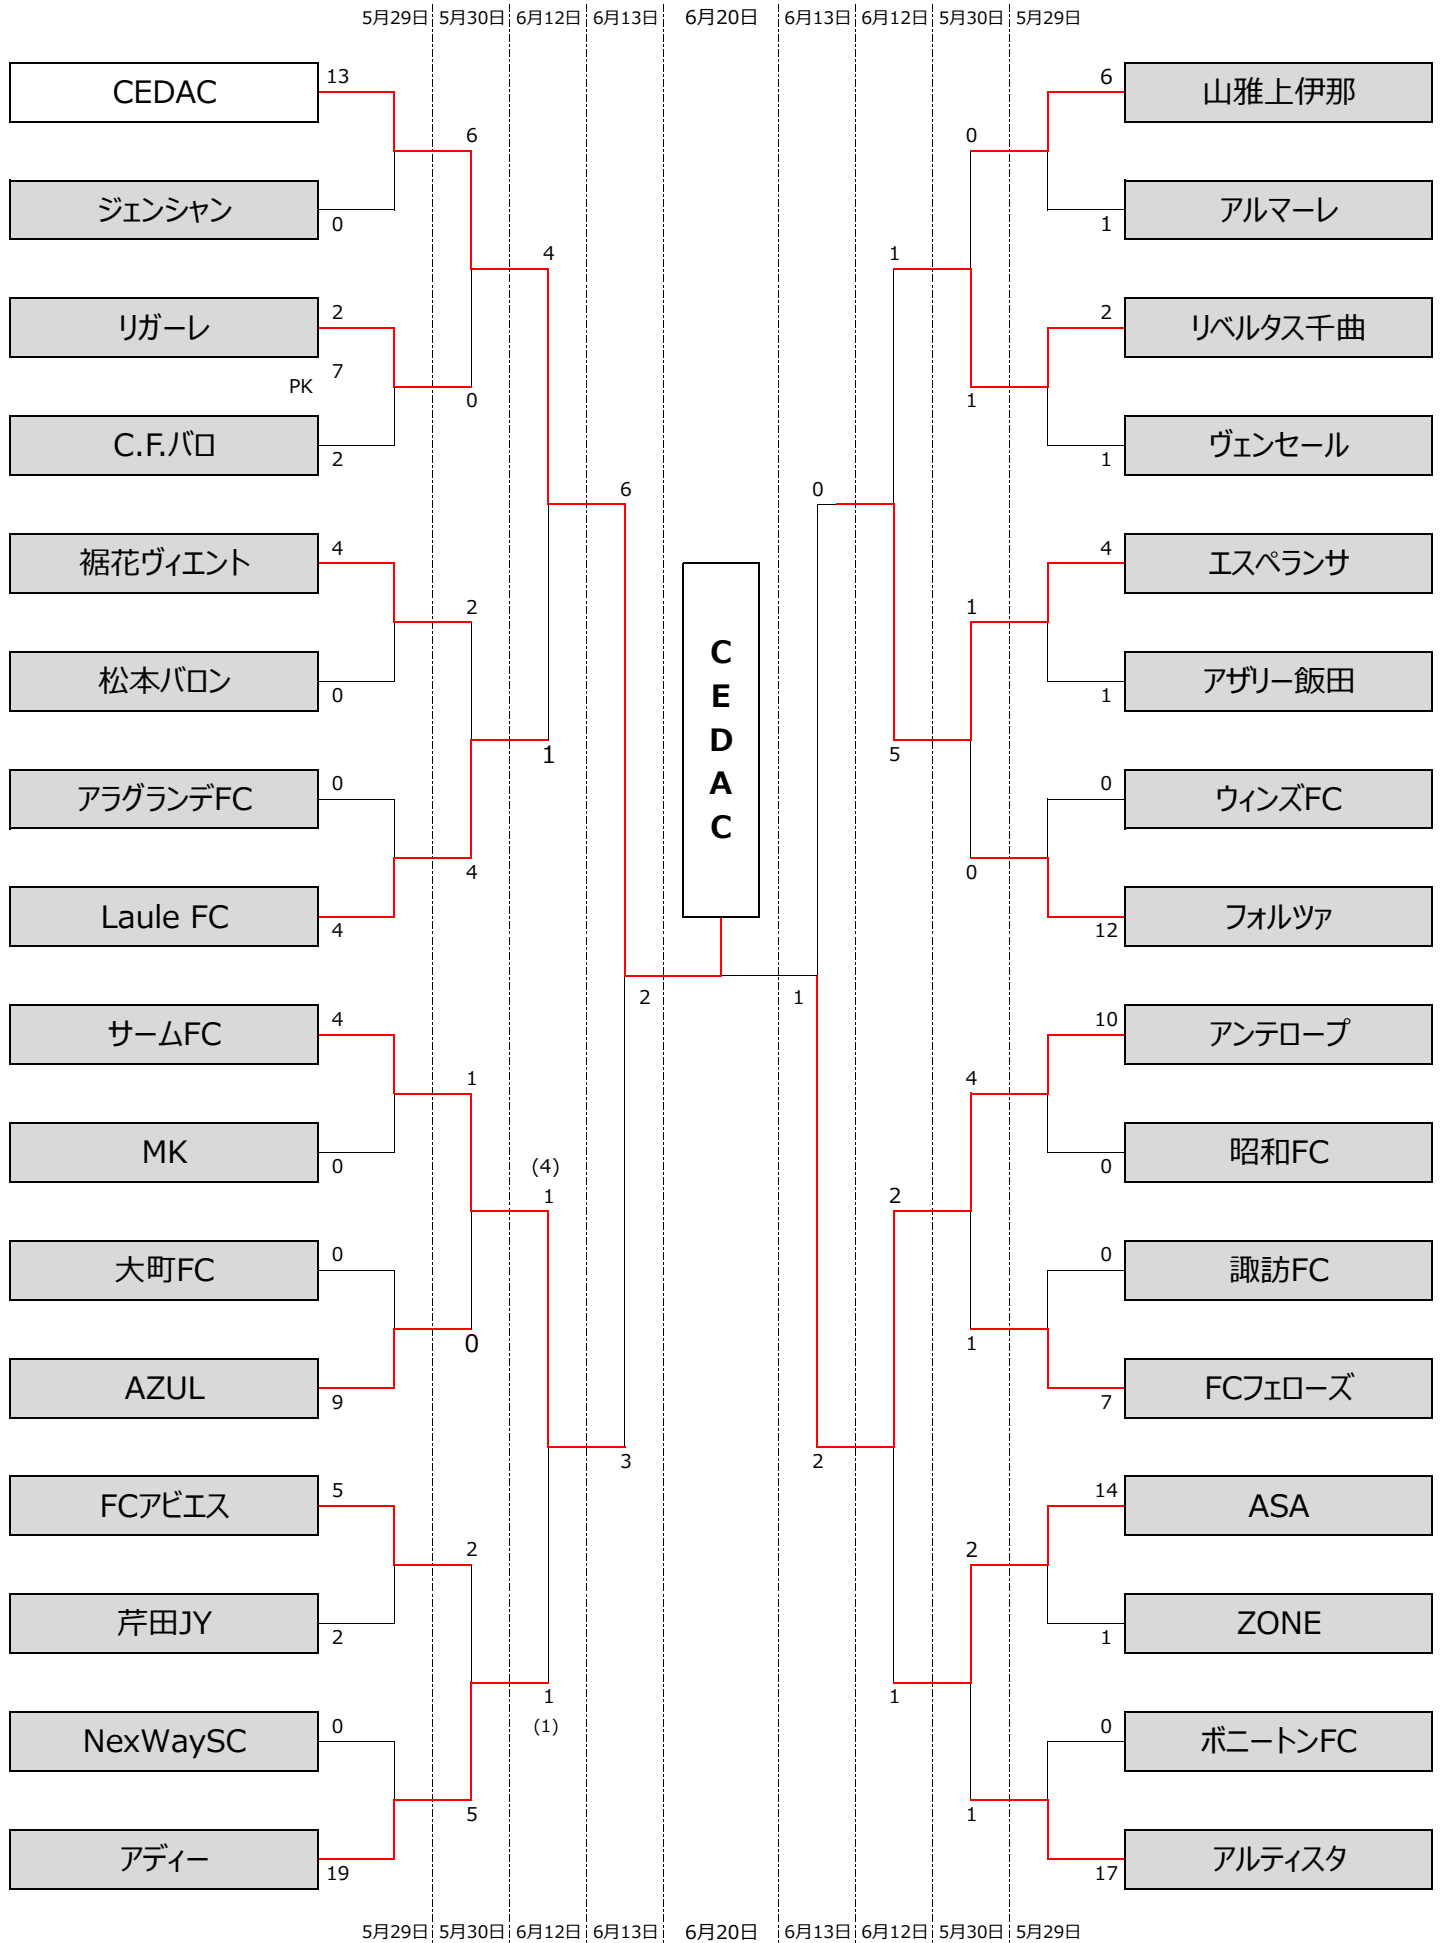 5月29日 5月30日 6月12日 6月13日 6月20日 6月13日 6月12日 5月30日 5月29日
CEDAC 13 6 山雅上伊那
6 0
ジェンシャン 0 1 アルマーレ
4 1
リガーレ 2 2 リベルタス千曲
PK 7
0 1
C.F.バロ 2 1 ヴェンセール
6 0
裾花ヴィエント 4 4 エスペランサ
2 1
松本バロン 0 1 アザリー飯田
1 5
アラグランデFC 0 0 ウィンズFC
C
E
D
A
C
4 0
Laule FC 4 12 フォルツァ
2 1
サームFC 4 10 アンテロープ
1 4
MK 0 0 昭和FC
(4)
1 2
大町FC 0 0 諏訪FC
0 1
AZUL 9 7 FCフェローズ
3 2
FCアビエス 5 14 ASA
2 2
芹田JY 2 1 ZONE
1 1
(1)
NexWaySC 0 0 ボニートンFC
5 1
アディー 19 17 アルティスタ
5月29日 5月30日 6月12日 6月13日 6月20日 6月13日 6月12日 5月30日 5月29日